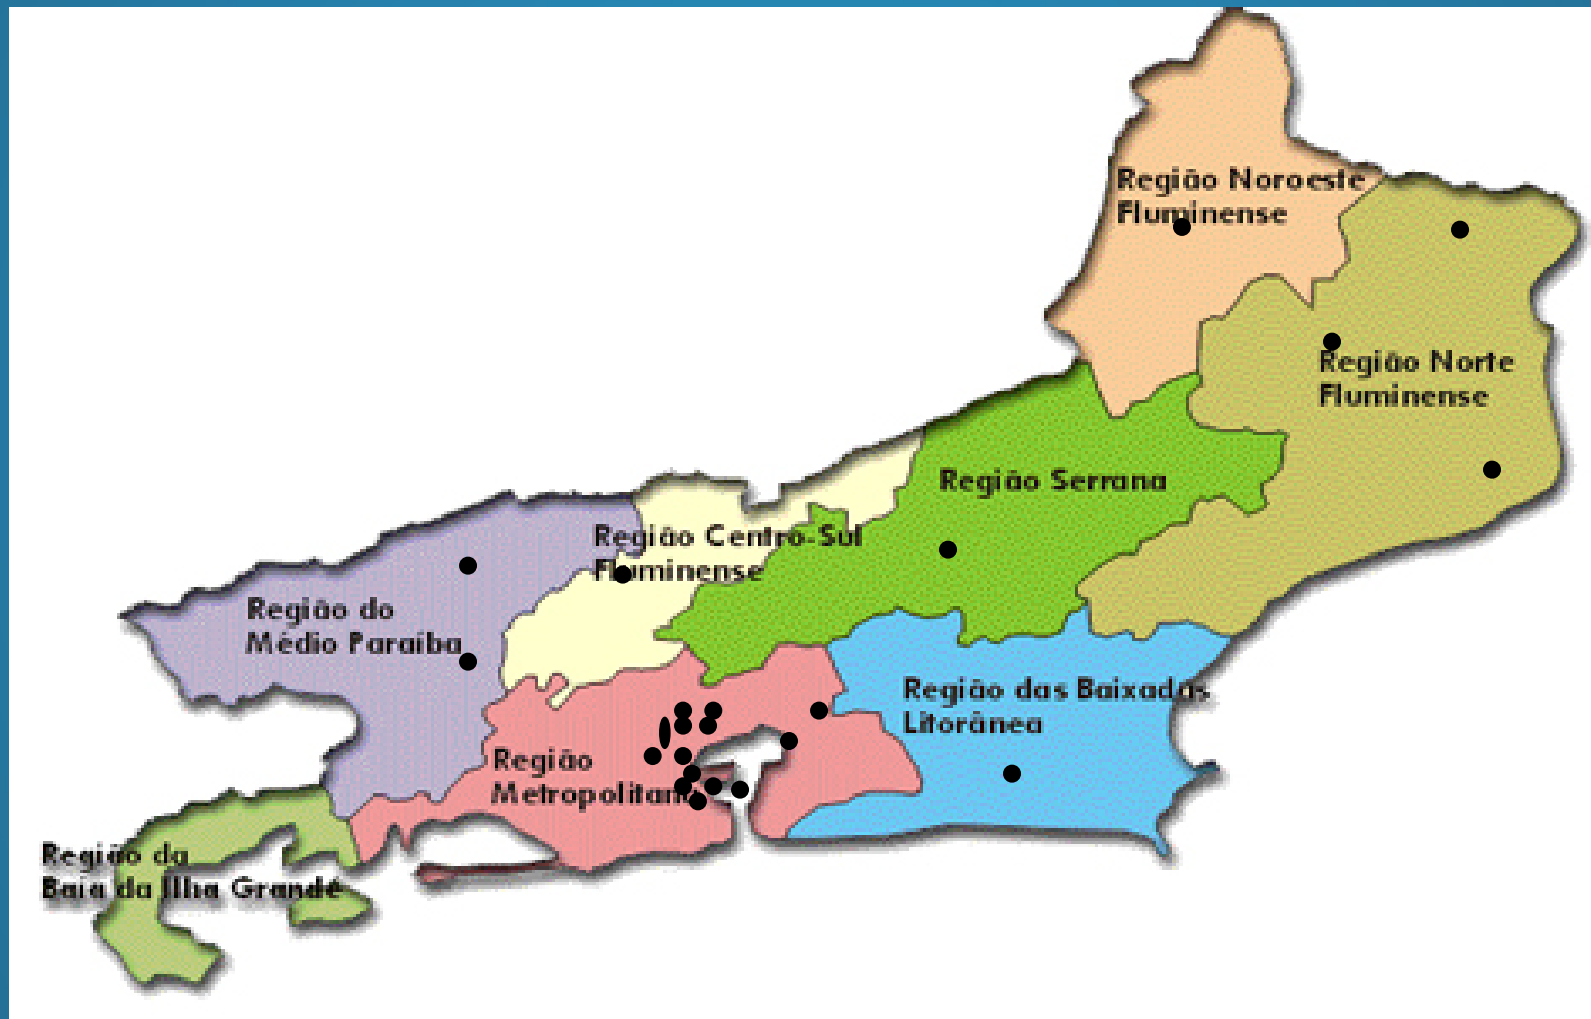 Região Noroeste
Fluminense
Região Norte
Fluminense
Região Serrana
Região Centro-Sul
Fluminense
Região do
Médio Paraíba
Região das Baixadas
Litorânea
Região
Metropolitana
Região da
Baia da Ilha Grande